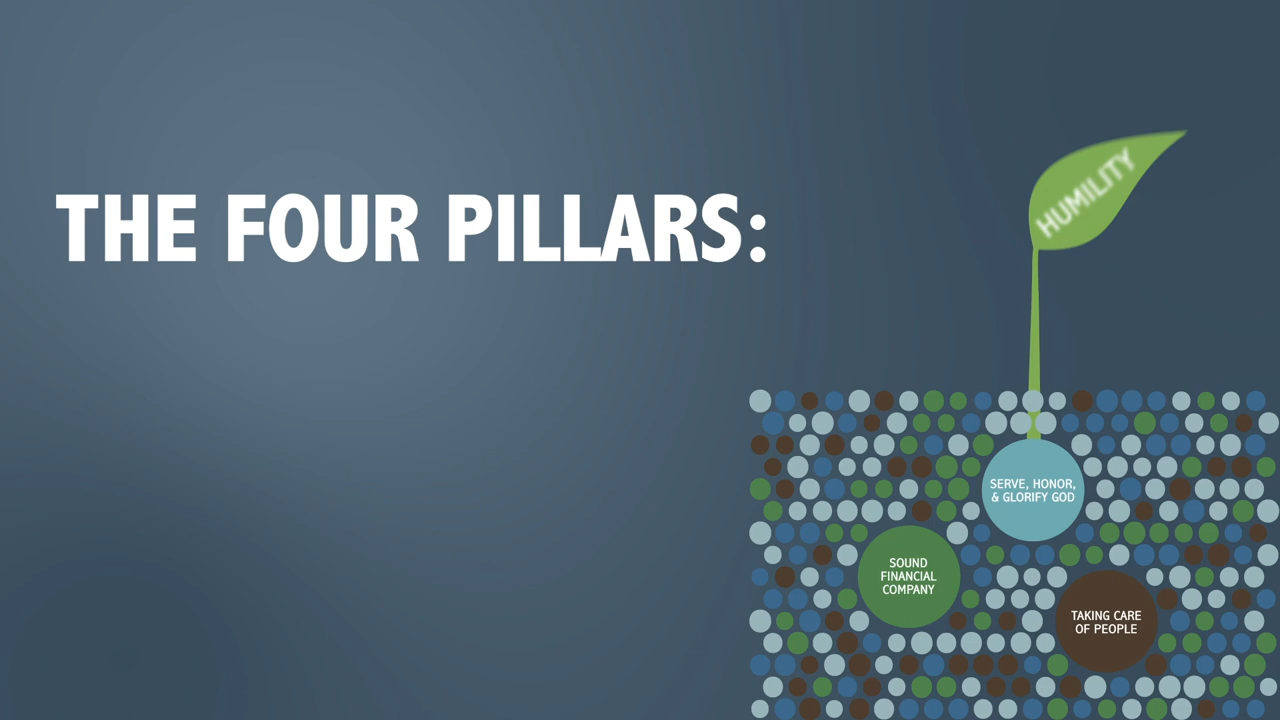 THE FOUR PILLARS:
HUMILITY
SERVE, HONOR,
& GLORIFY GOD
SOUND
FINANCIAL
COMPANY
TAKING CARE
OF PEOPLE